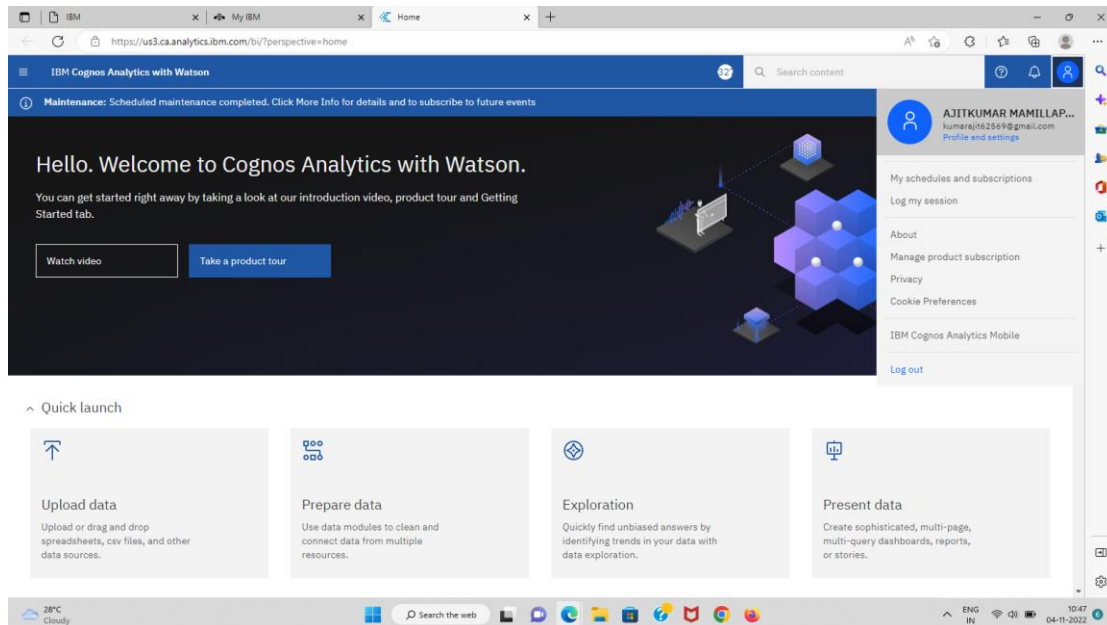 IBM
My IBM
Home
https://us3.ca.analytics.ibm.com/bi/?perspective=home
IBM Cognos Analytics with Watson
Search content
Maintenance: Scheduled maintenance completed. Click More Info for details and to subscribe to future events
AJITKUMAR MAMILLAP...
kumarajit62569@gmail.com
Profile and settings
Hello. Welcome to Cognos Analytics with Watson.
You can get started right away by taking a look at our introduction video, product tour and Getting
Started tab.
Watch video
Take a product tour
My schedules and subscriptions
Log my session
About
Manage product subscription
Privacy
Cookie Preferences
IBM Cognos Analytics Mobile
Log out
Quick launch
Upload data
Upload or drag and drop
spreadsheets, csv files, and other
data sources.
Prepare data
Use data modules to clean and
connect data from multiple
resources.
Exploration
Quickly find unbiased answers by
identifying trends in your data with
data exploration.
Present data
Create sophisticated, multi-page,
multi-query dashboards, reports,
or stories.
28°C
Cloudy
Search the web
ENG
IN
10:47
04-11-2022